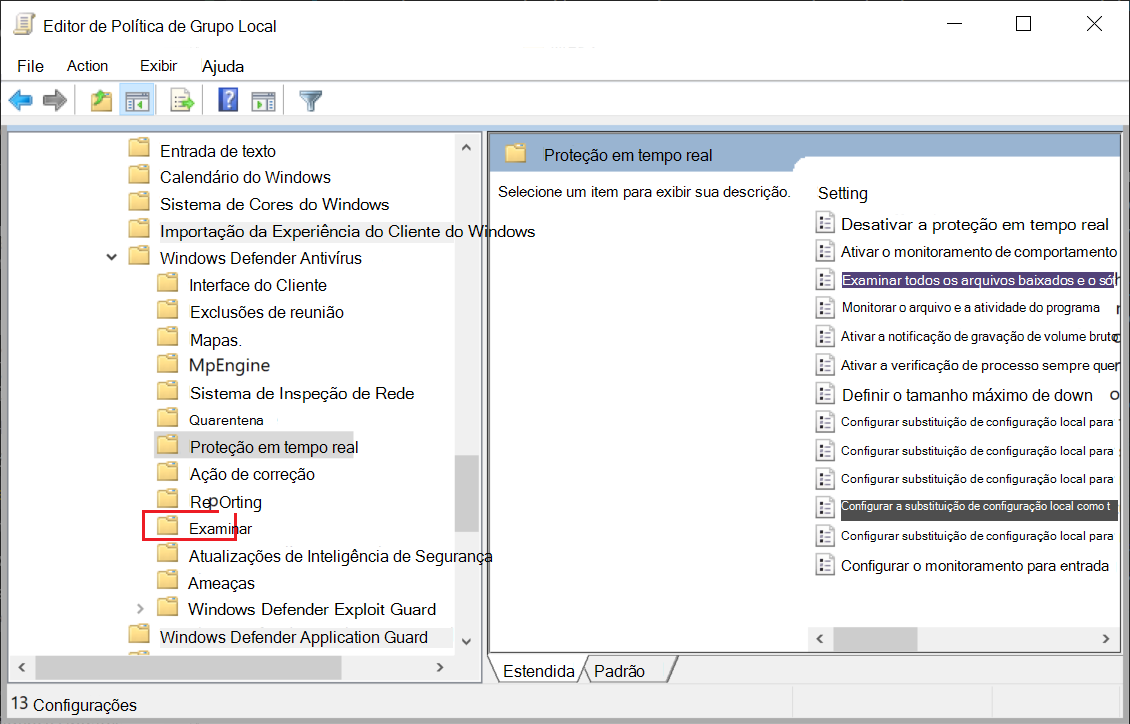 Editor de Política de Grupo Local
File Action Exibir Ajuda
Entrada de texto
Calendário do Windows
Sistema de Cores do Windows
Importação da Experiência do Cliente do Windows
Windows Defender Antivírus
Interface do Cliente
Exclusões de reunião
Mapas.
MpEngine
Sistema de Inspeção de Rede
Quarentena
Proteção em tempo real
Ação de correção
RepOrting
Examinar
Atualizações de Inteligência de Segurança
Ameaças
Windows Defender Exploit Guard
Windows Defender Application Guard
Proteção em tempo real
Selecione um item para exibir sua descrição.
Setting
Desativar a proteção em tempo real
Ativar o monitoramento de comportamento
Examinar todos os arquivos baixados e o
Monitorar o arquivo e a atividade do programa
Ativar a notificação de gravação de volume bruto
Ativar a verificação de processo sempre que
Definir o tamanho máximo de down
Configurar substituição de configuração local para
Configurar substituição de configuração local para
Configurar substituição de configuração local para
Configurar a substituição de configuração local como t
Configurar substituição de configuração local para
Configurar o monitoramento para entrada
Estendida Padrão
13 Configurações